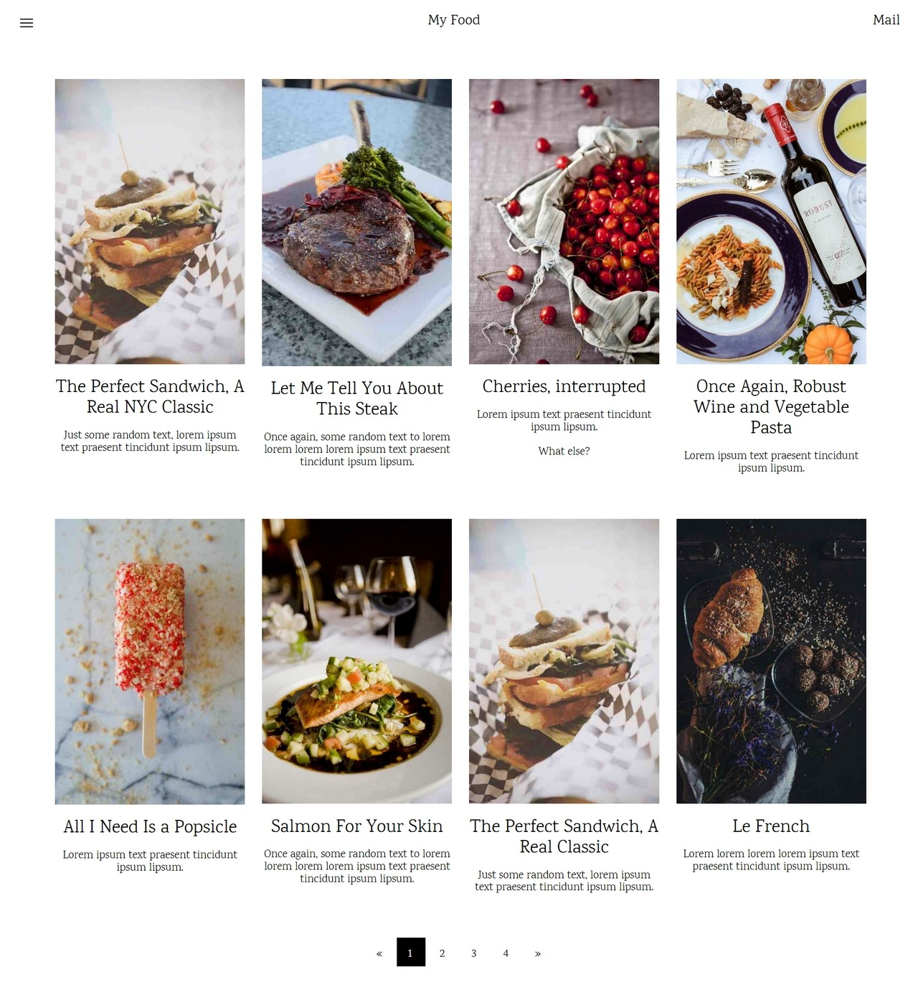 My Food
Mail
ROBUST
The Perfect Sandwich, A
Real NYC Classic
Just some random text, lorem ipsum
text praesent tincidunt ipsum lipsum.
Let Me Tell You About
This Steak
Once again, some random text to lorem
lorem lorem lorem ipsum text praesent
tincidunt ipsum lipsum.
Cherries, interrupted
Lorem ipsum text praesent tincidunt
ipsum lipsum.
What else?
Once Again, Robust
Wine and Vegetable
Pasta
Lorem ipsum text praesent tincidunt
ipsum lipsum.
All I Need Is a Popsicle
Lorem ipsum text praesent tincidunt
ipsum lipsum.
Salmon For Your Skin
Once again, some random text to lorem
lorem lorem lorem ipsum text praesent
tincidunt ipsum lipsum.
The Perfect Sandwich, A
Real Classic
Just some random text, lorem ipsum
text praesent tincidunt ipsum lipsum.
Le French
Lorem lorem lorem lorem ipsum text
praesent tincidunt ipsum lipsum.
« 1 2 3 4 »